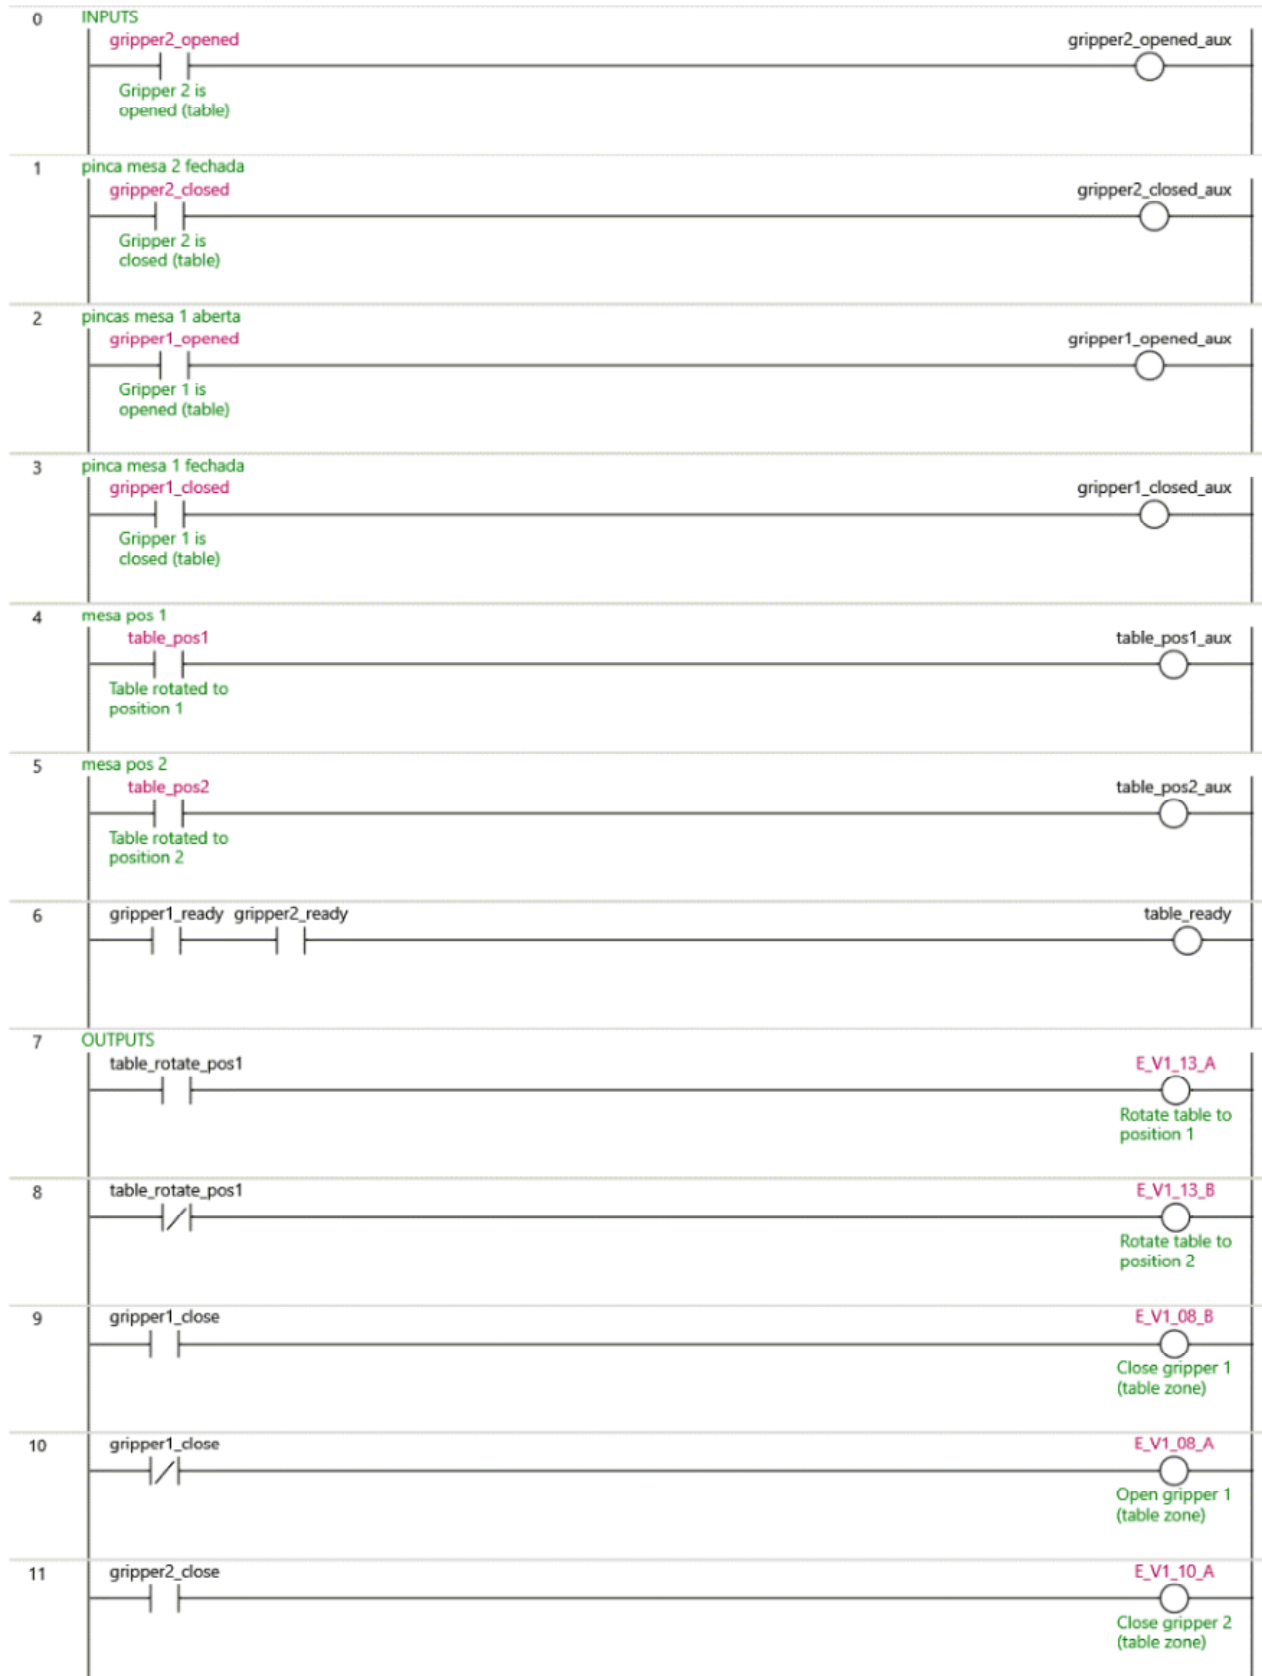 0 INPUTS
gripper2_opened gripper2_opened_aux
Gripper 2 is
opened (table)
1 pinca mesa 2 fechada
gripper2_closed gripper2_closed_aux
Gripper 2 is
closed (table)
2 pincas mesa 1 aberta
gripper1_opened gripper1_opened_aux
Gripper 1 is
opened (table)
3 pinca mesa 1 fechada
gripper1_closed gripper1_closed_aux
Gripper 1 is
closed (table)
4 mesa pos 1
table_pos1 table_pos1_aux
Table rotated to
position 1
5 mesa pos 2
table_pos2 table_pos2_aux
Table rotated to
position 2
6 gripper1_ready gripper2_ready table_ready
7 OUTPUTS
table_rotate_pos1 E_V1_13_A
Rotate table to
position 1
8 table_rotate_pos1 E_V1_13_B
Rotate table to
position 2
9 gripper1_close E_V1_08_B
Close gripper 1
(table zone)
10 gripper1_close E_V1_08_A
Open gripper 1
(table zone)
11 gripper2_close E_V1_10_A
Close gripper 2
(table zone)